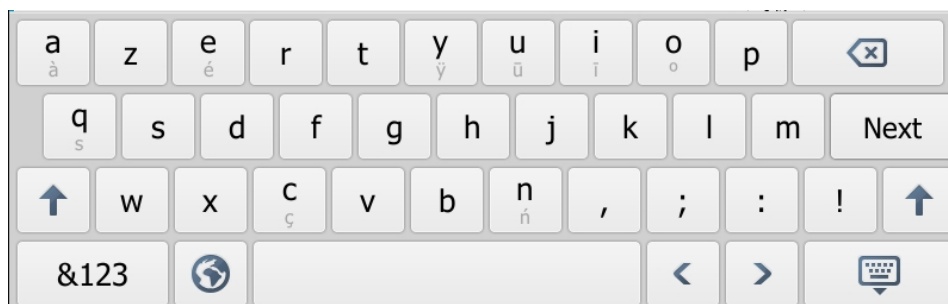 a à z e é r t y ÿ u ū i ī o º p
q s s d f g h j k l m Next
w x c ç v b n ń , ; : !
&123 < >